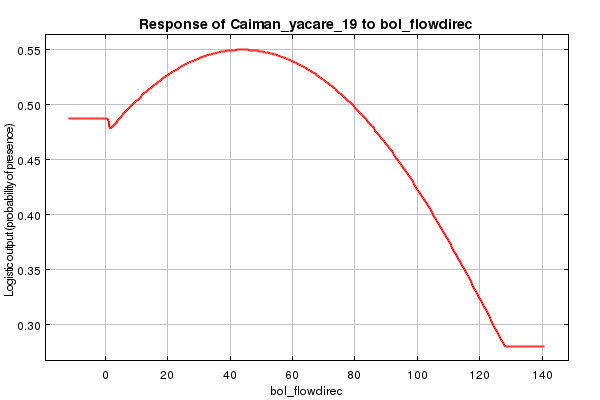 Response of Caiman_yacare_19 to bol_flowdirec
Logistic output (probability of presence)
0.55
0.50
0.45
0.40
0.35
0.30
0 20 40 60 80 100 120 140
bol_flowdirec